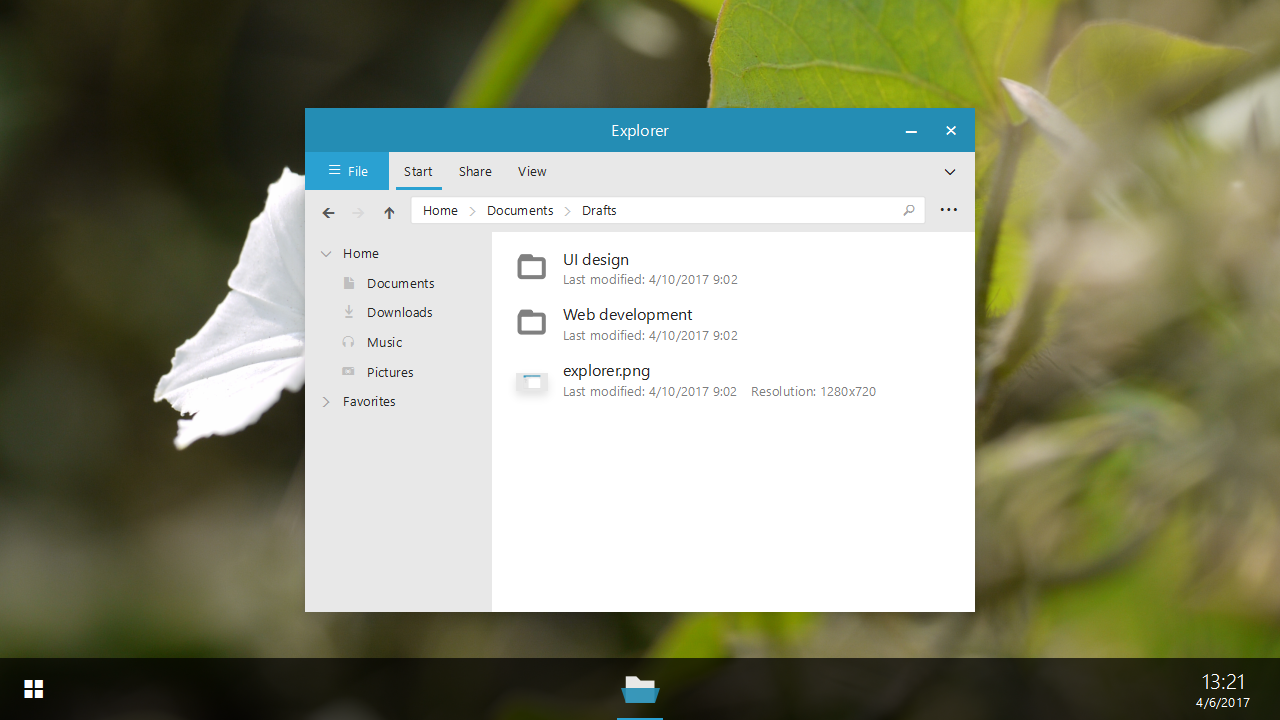 Explorer
File Start Share View
Home Documents Drafts
Home
Documents
Downloads
Music
Pictures
Favorites
UI design
Last modified: 4/10/2017 9:02
Web development
Last modified: 4/10/2017 9:02
explorer.png
Last modified: 4/10/2017 9:02 Resolution: 1280x720
13:21
4/6/2017